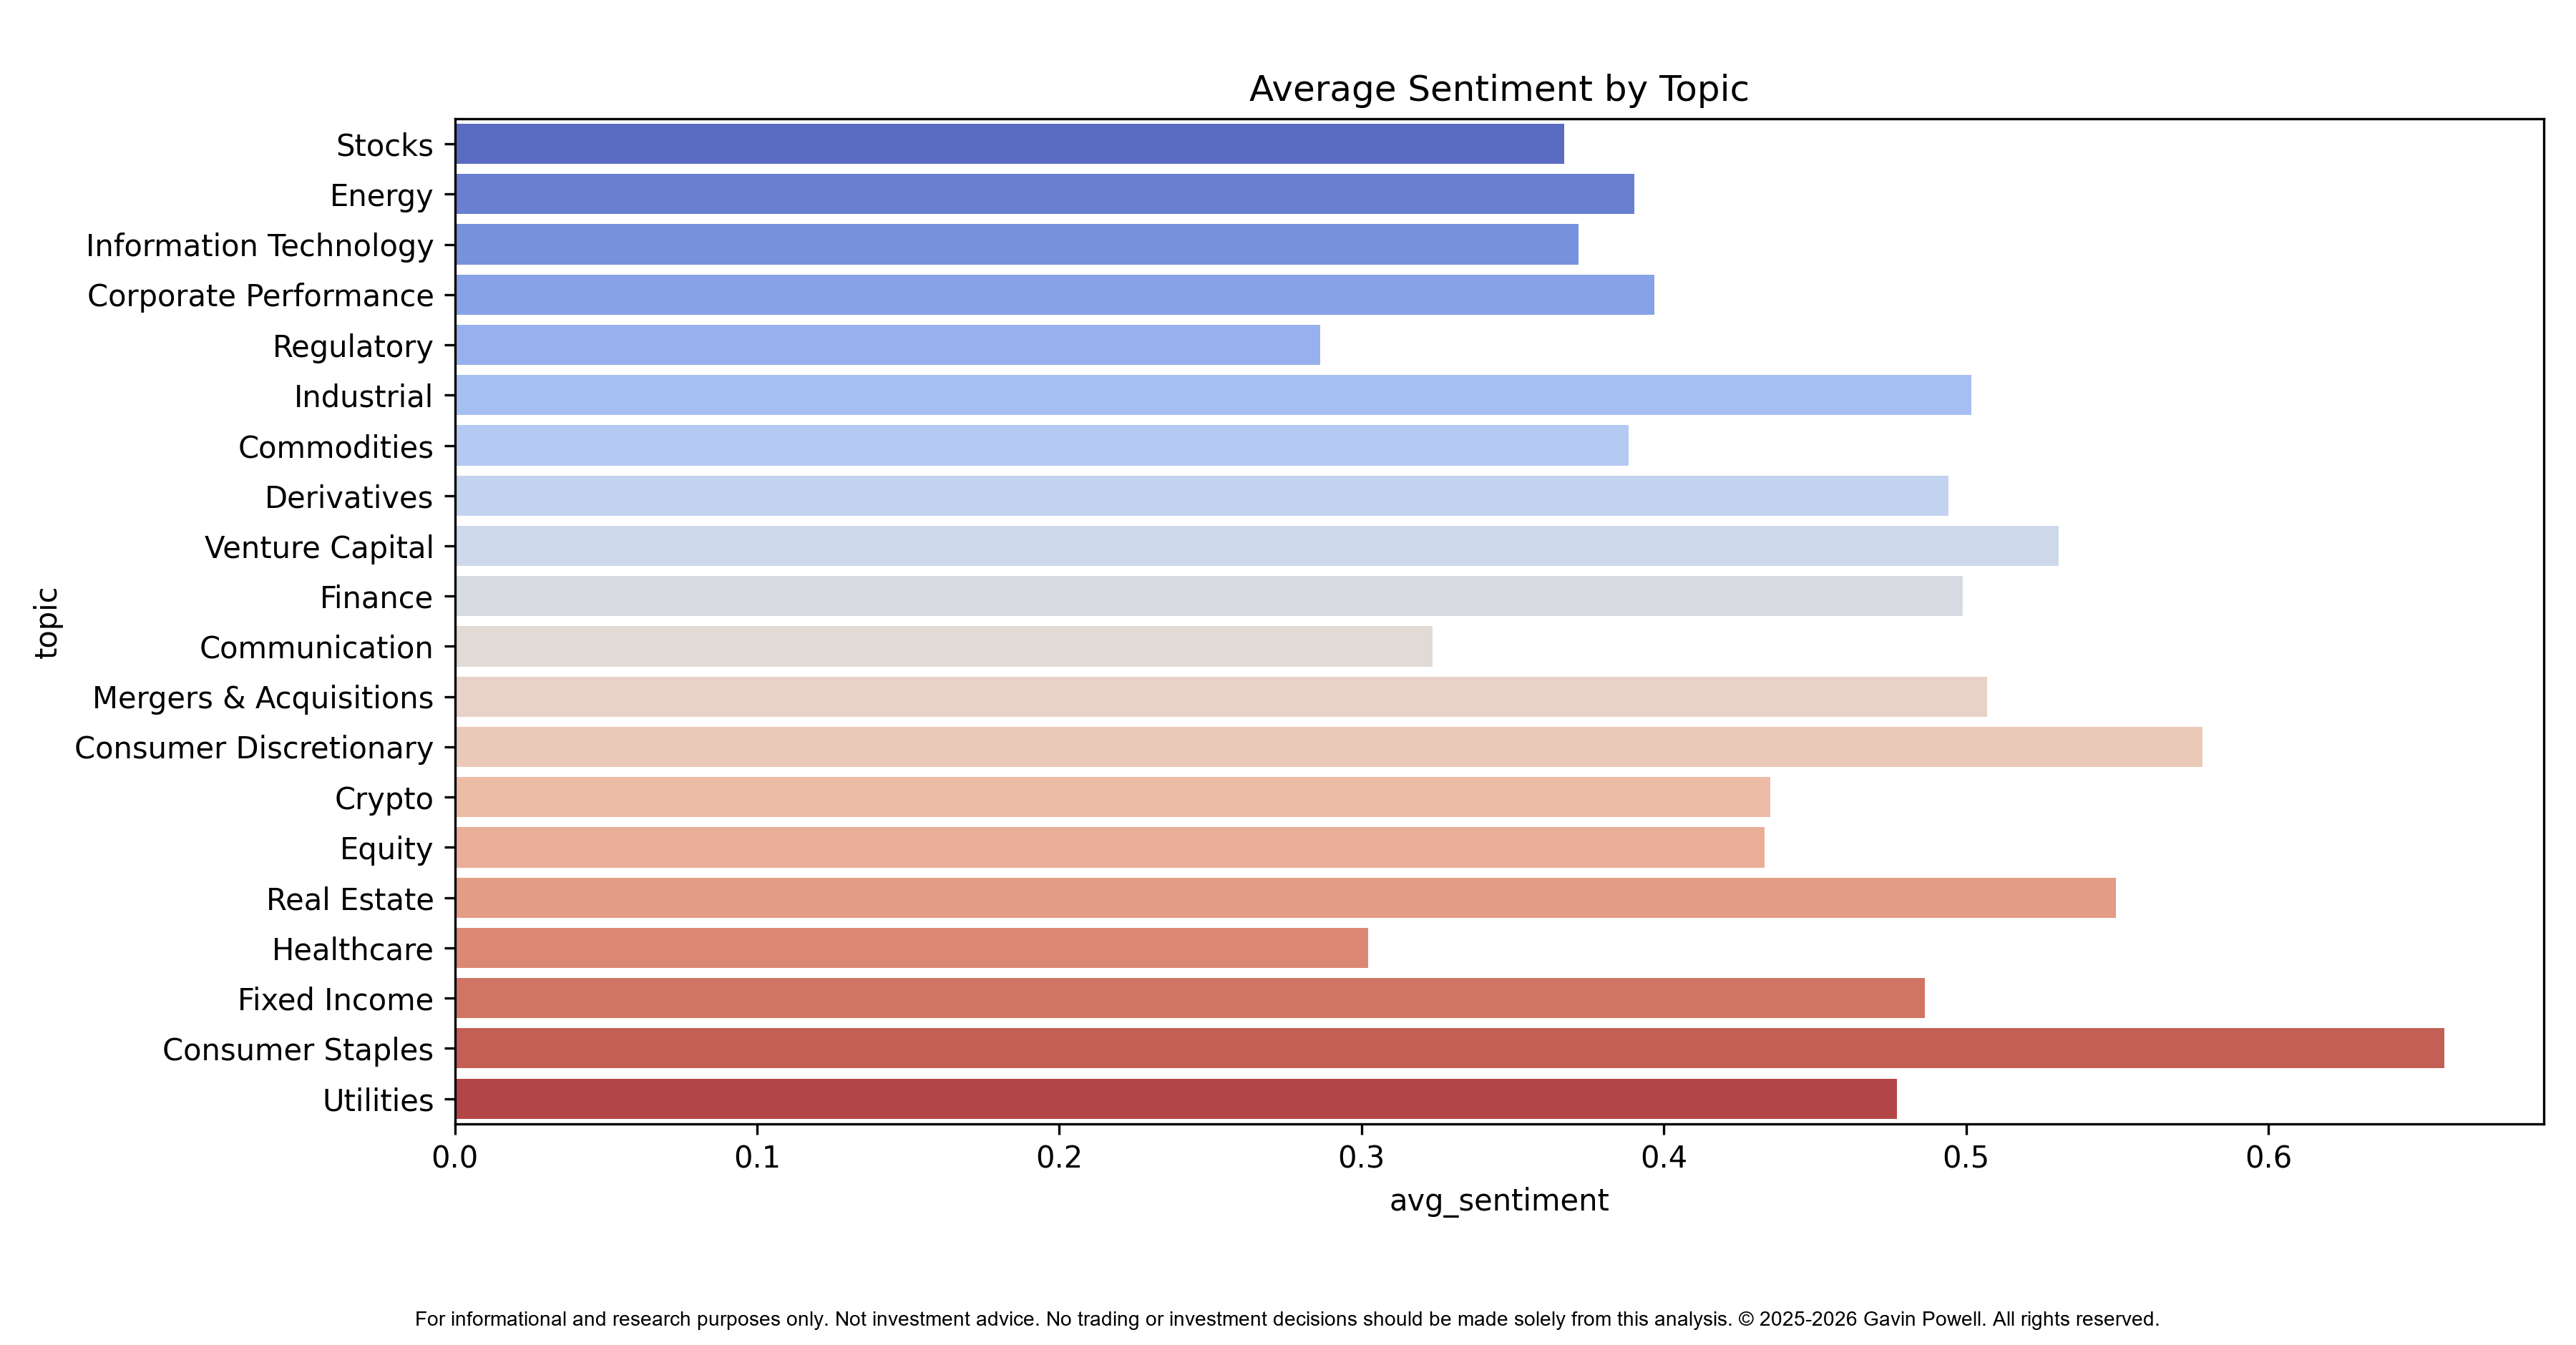 Average Sentiment by Topic
Stocks
Energy
Information Technology
Corporate Performance
Regulatory
Industrial
Commodities
Derivatives
Venture Capital
Finance
Communication
Mergers & Acquisitions
Consumer Discretionary
Crypto
Equity
Real Estate
Healthcare
Fixed Income
Consumer Staples
Utilities
topic
0.0 0.1 0.2 0.3 0.4 0.5 0.6
avg_sentiment
For informational and research purposes only. Not investment advice. No trading or investment decisions should be made solely from this analysis. © 2025-2026 Gavin Powell. All rights reserved.